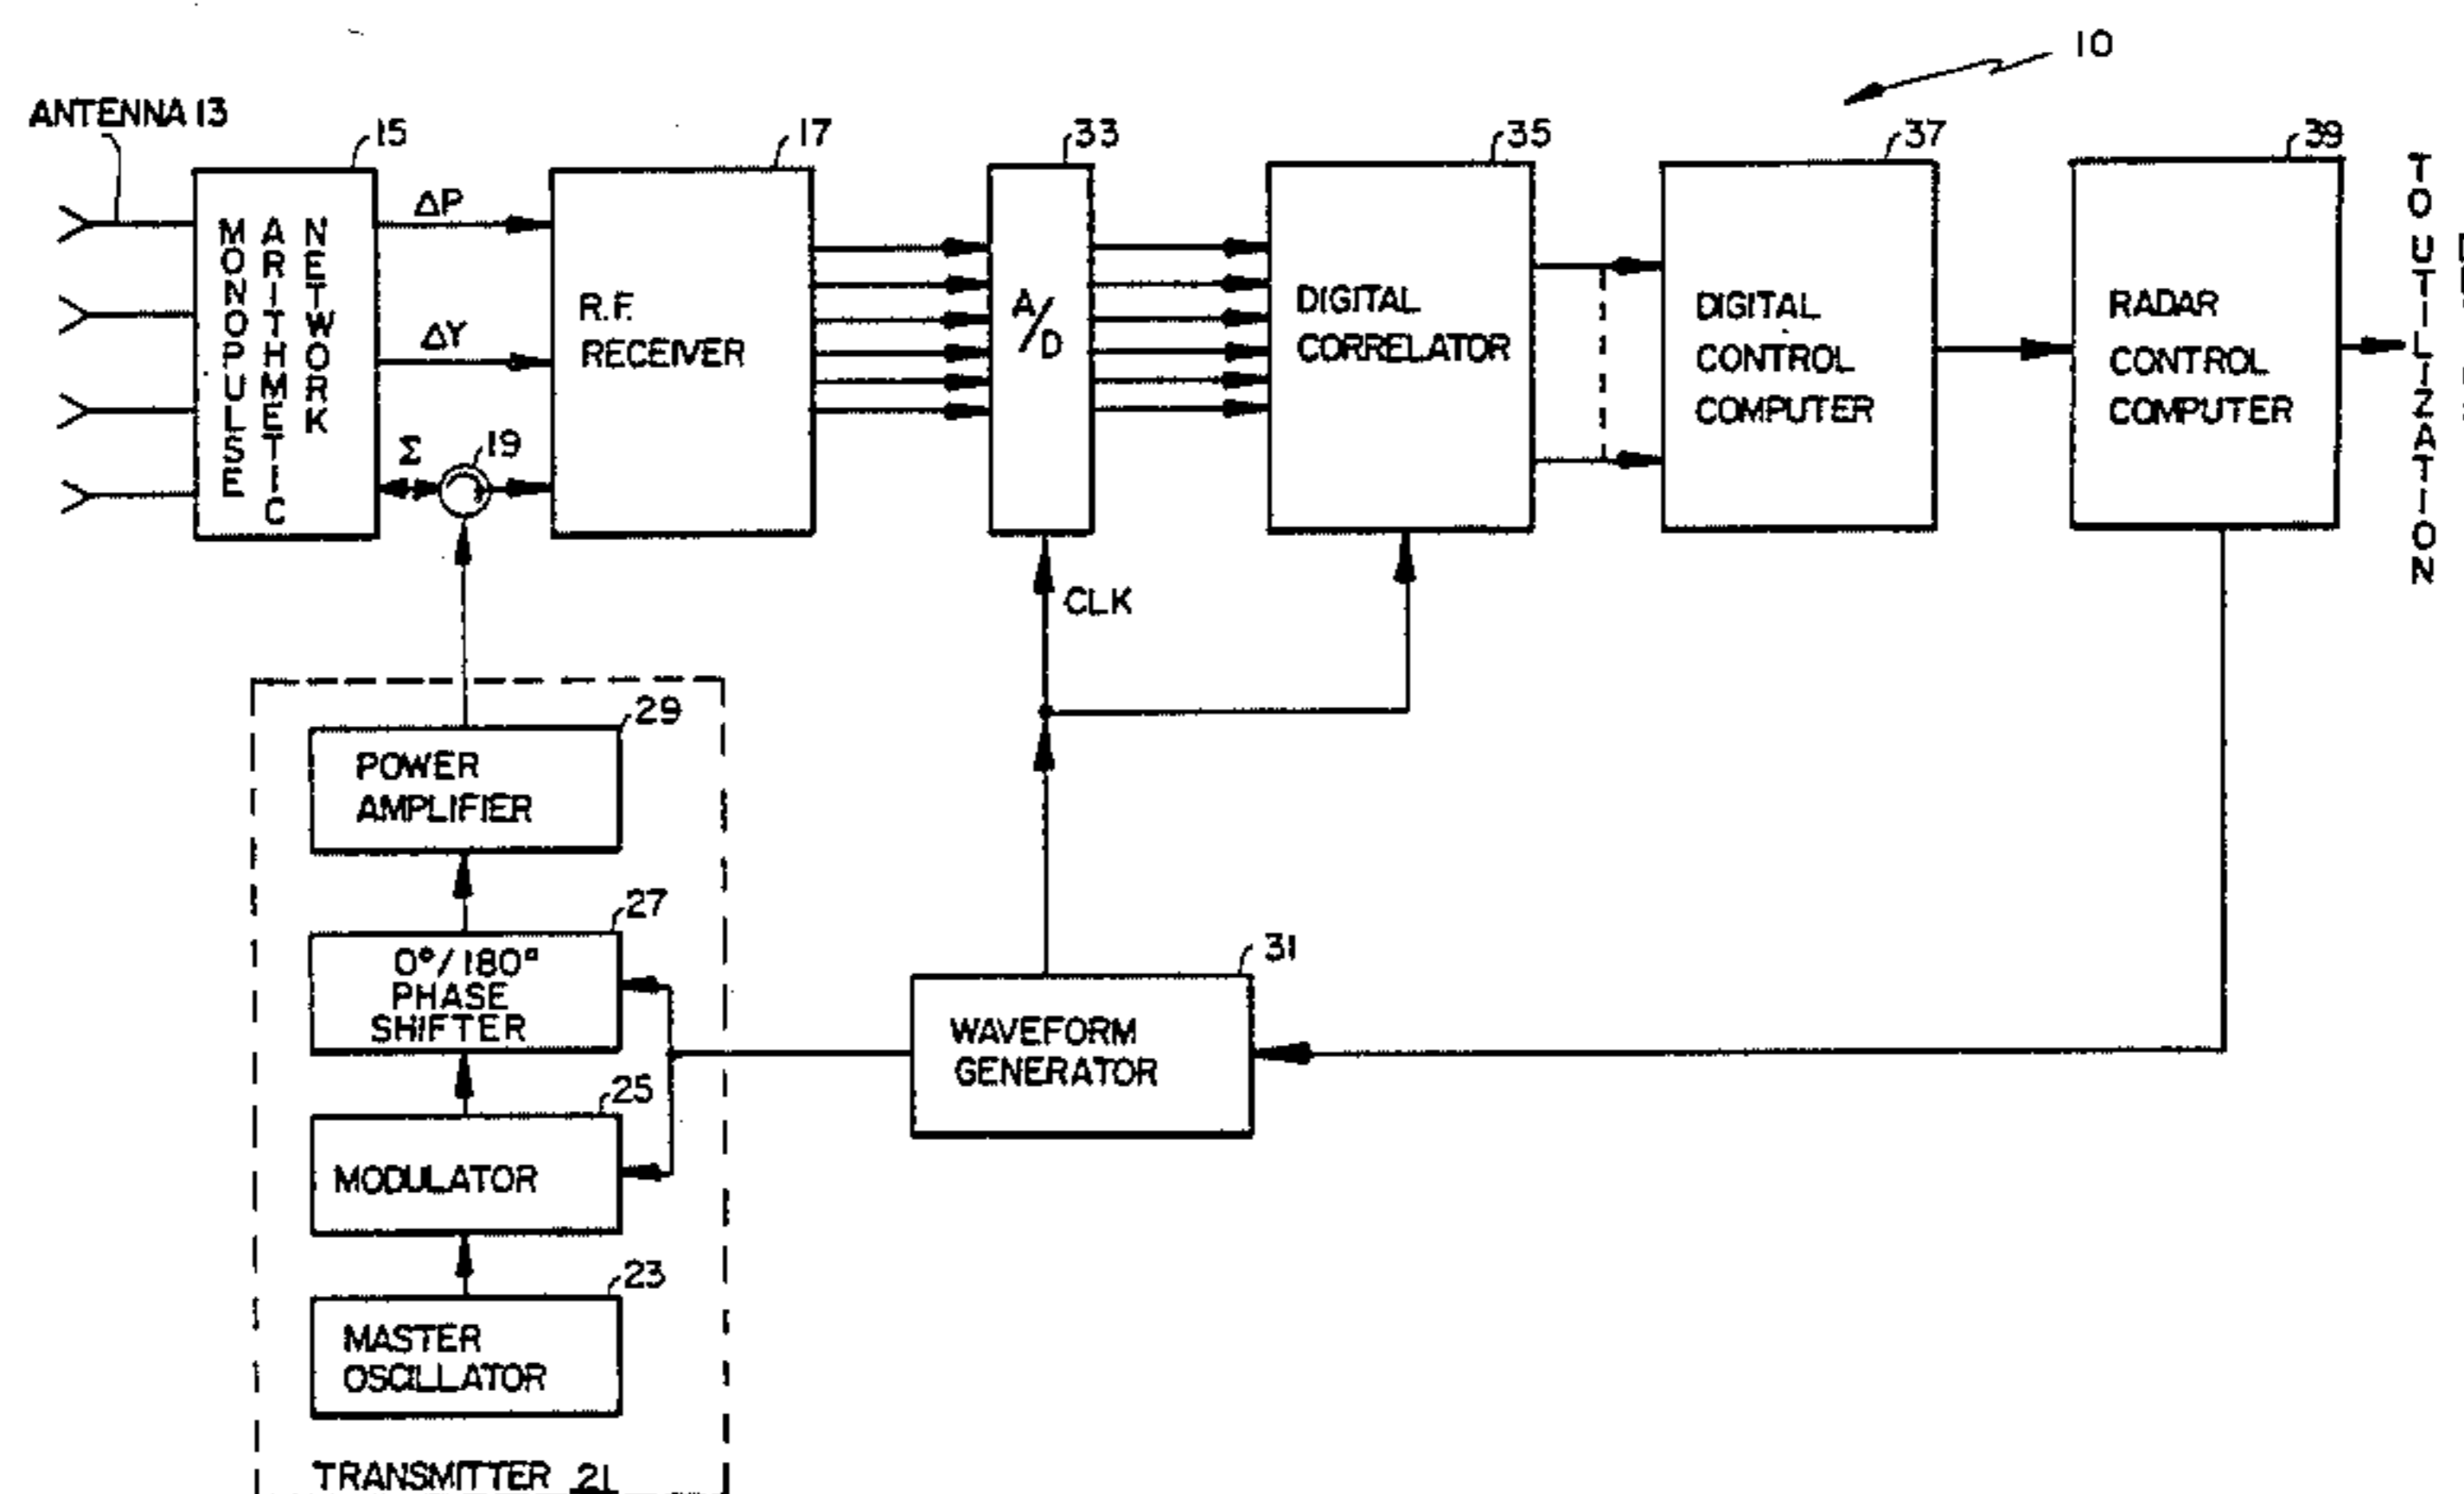 10
ANTENNA 13
15
17
33
35
37
39
MONOPULSE
ARITHMETIC
NETWORK
ΔP
ΔY
Σ
19
R.F.
RECEIVER
A/D
DIGITAL
CORRELATOR
DIGITAL
CONTROL
COMPUTER
RADAR
CONTROL
COMPUTER
TO UTILIZATION
CLK
29
POWER
AMPLIFIER
27
0°/180°
PHASE
SHIFTER
25
MODULATOR
23
MASTER
OSCILLATOR
TRANSMITTER 21
31
WAVEFORM
GENERATOR